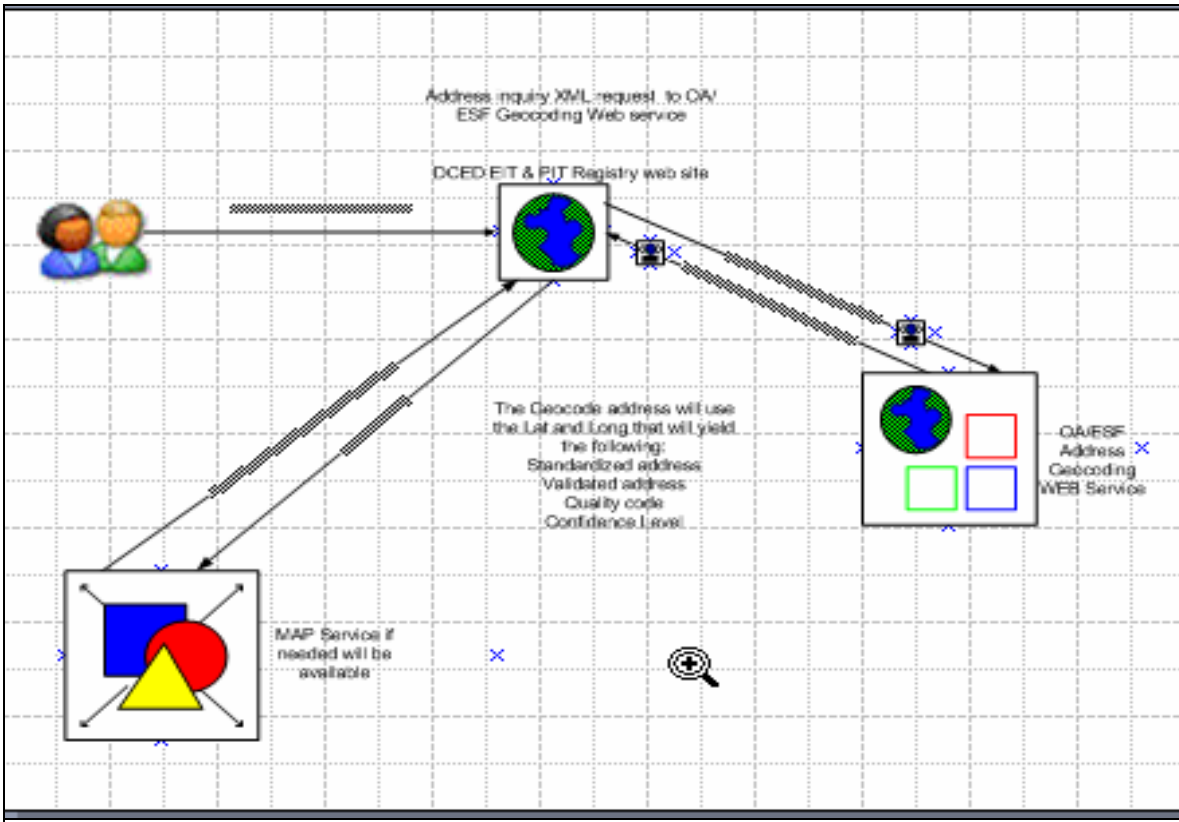 Address inquiry XML request to OA/
ESF Geocoding Web service
DCED EIT & PIT Registry web site
The Geocode address will use
the Lat and Long that will yield
the following:
Standardized address
Validated address
Quality code
Confidence Level
OA/ESF
Address
Geocoding
WEB Service
MAP Service if
needed will be
available